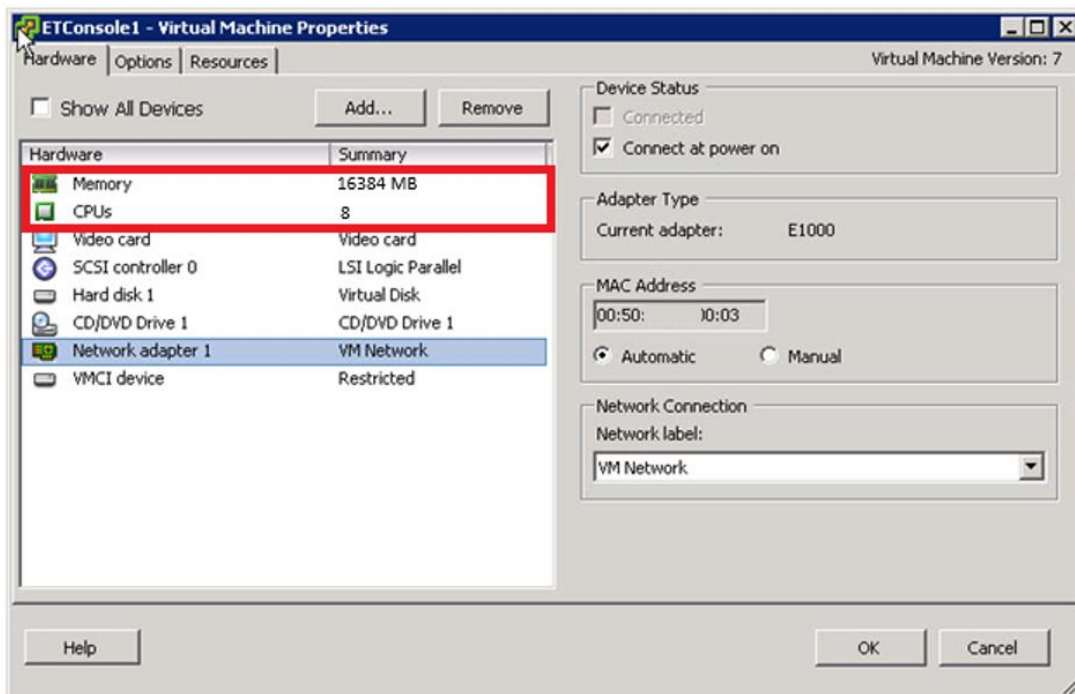 ETConsole1 - Virtual Machine Properties
Hardware Options Resources Virtual Machine Version: 7
Show All Devices Add... Remove
Hardware Summary
Memory 16384 MB
CPUs 8
Video card Video card
SCSI controller 0 LSI Logic Parallel
Hard disk 1 Virtual Disk
CD/DVD Drive 1 CD/DVD Drive 1
Network adapter 1 VM Network
VMCI device Restricted
Device Status
Connected
Connect at power on
Adapter Type
Current adapter: E1000
MAC Address
00:50: 00:03
Automatic Manual
Network Connection
Network label:
VM Network
Help OK Cancel